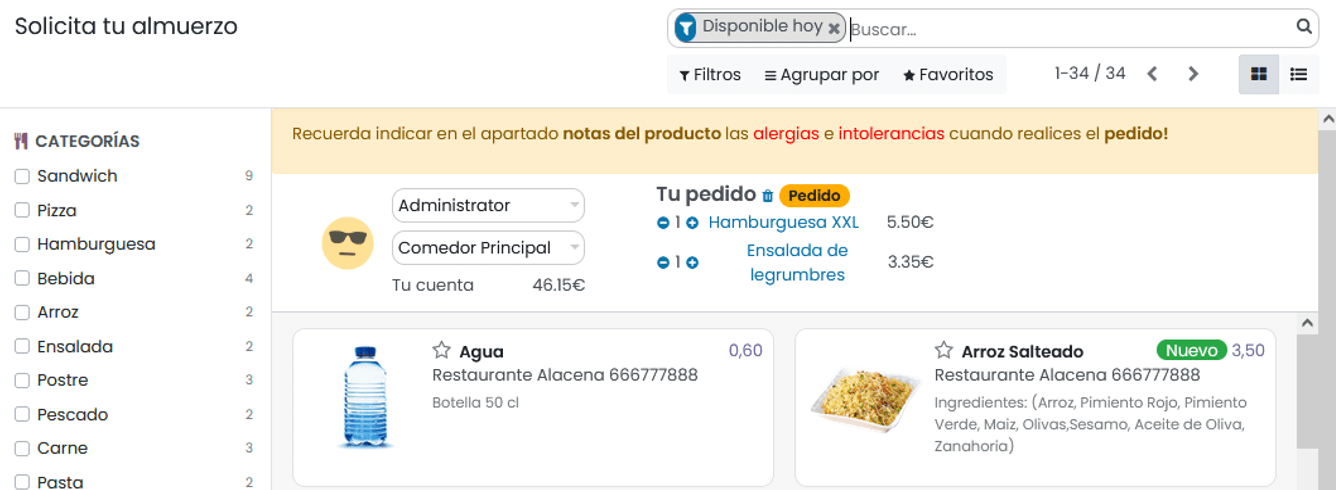 Solicita tu almuerzo
Disponible hoy
Buscar...
Filtros
Agrupar por
Favoritos
1-34 / 34
CATEGORÍAS
Sandwich 9
Pizza 2
Hamburguesa 2
Bebida 4
Arroz 2
Ensalada 2
Postre 3
Pescado 2
Carne 3
Pasta 2
Recuerda indicar en el apartado notas del producto las alergias e intolerancias cuando realices el pedido!
Administrator
Comedor Principal
Tu cuenta 46.15€
Tu pedido Pedido
1 Hamburguesa XXL 5.50€
1 Ensalada de
legrumbres 3.35€
Agua 0,60
Restaurante Alacena 666777888
Botella 50 cl
Arroz Salteado Nuevo 3,50
Restaurante Alacena 666777888
Ingredientes: (Arroz, Pimiento Rojo, Pimiento
Verde, Maiz, Olivas,Sesamo, Aceite de Oliva,
Zanahoria)